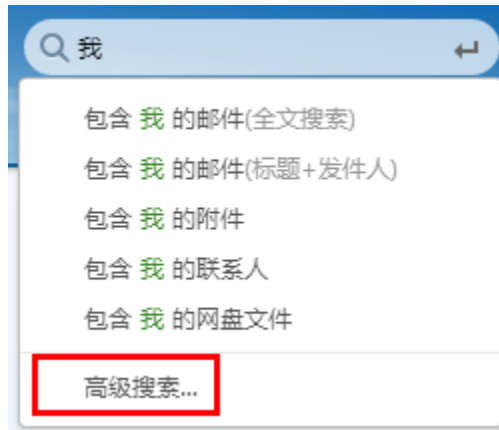 我
包含 我 的邮件(全文搜索)
包含 我 的邮件(标题+发件人)
包含 我 的附件
包含 我 的联系人
包含 我 的网盘文件
高级搜索...